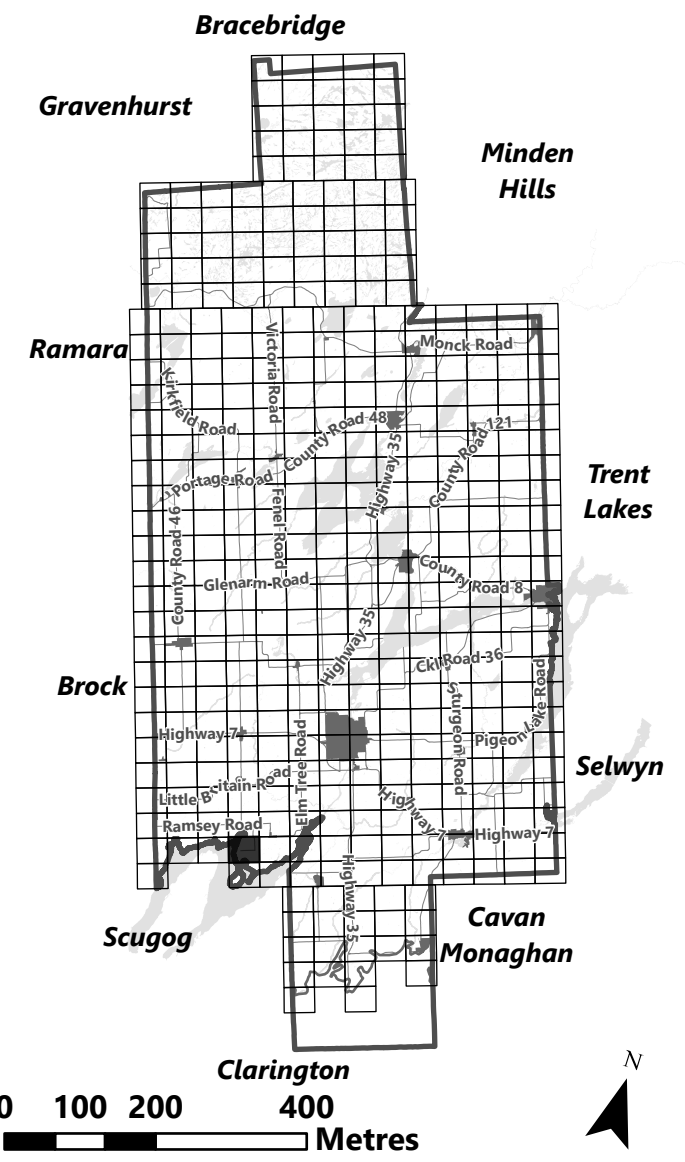 Bracebridge
Gravenhurst
Minden
Hills
Ramara
Monck Road
Victoria Road
Kirkfield Road
County Road 48
County Road 121
Highway 35
Portage Road
Trent
Lakes
Fenel Road
County Road 46
Glenarm Road
County Road 8
Highway 35
Ckl Road 36
Brock
Sturgeon Road
Pigeon Lake Road
Highway 7
Elm Tree Road
Selwyn
Little Britain Road
Highway 7
Highway 7
Ramsey Road
Highway 35
Scugog
Cavan
Monaghan
Clarington
N
0 100 200 400
Metres